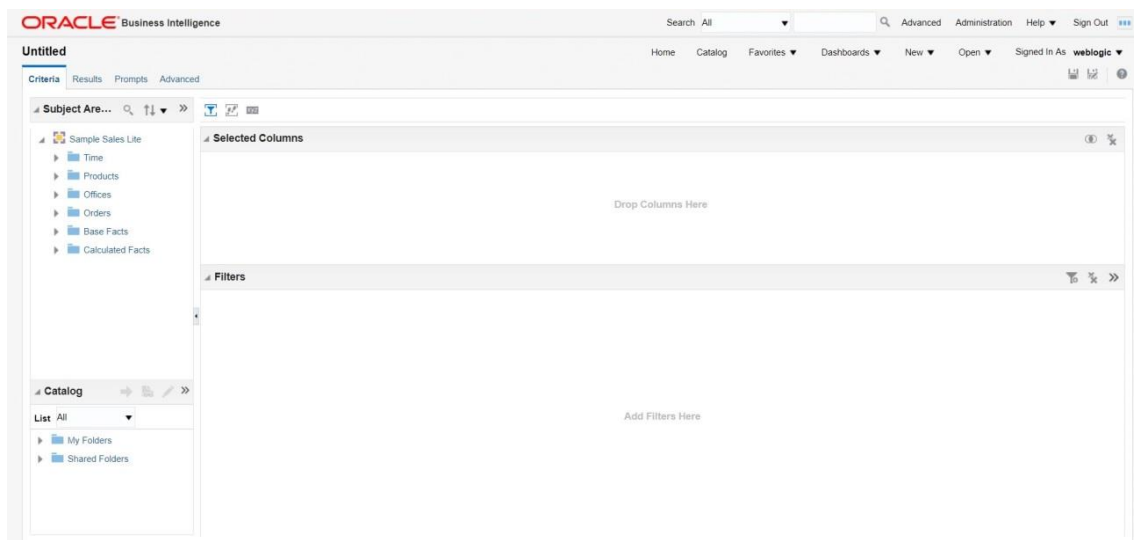 ORACLE Business Intelligence
Search All Advanced Administration Help Sign Out
Untitled
Home Catalog Favorites Dashboards New Open Signed In As weblogic
Criteria Results Prompts Advanced
Subject Are...
Sample Sales Lite
Time
Products
Offices
Orders
Base Facts
Calculated Facts
Selected Columns
Drop Columns Here
Filters
Add Filters Here
Catalog
List All
My Folders
Shared Folders